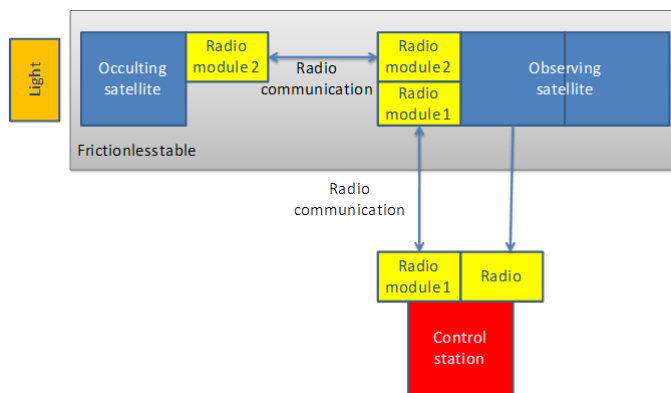 Light
Occulting
satellite
Radio
module 2
Radio
communication
Radio
module 2
Radio
module 1
Observing
satellite
Frictionlesstable
Radio
communication
Radio
module 1
Radio
Control
station